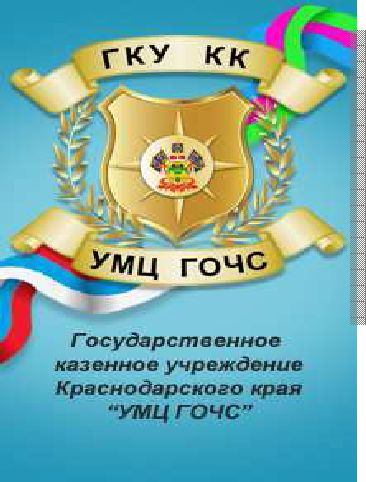 ГКУ КК
УМЦ ГОЧС
Государственное
казенное учреждение
Краснодарского края
“УМЦ ГОЧС”